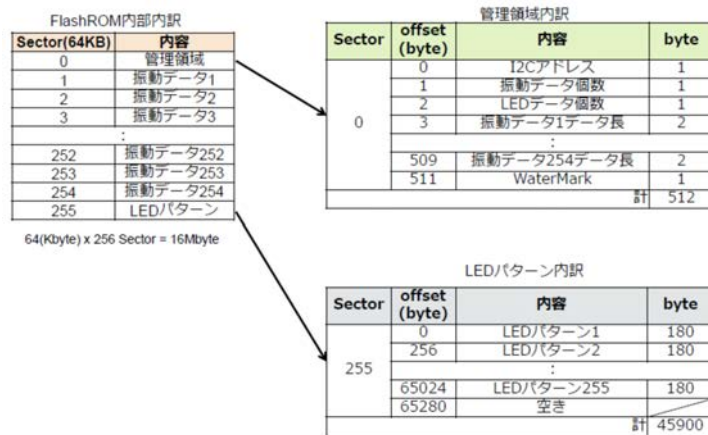 FlashROM内部内訳
Sector(64KB) 内容
0 管理領域
1 振動データ1
2 振動データ2
3 振動データ3
:
252 振動データ252
253 振動データ253
254 振動データ254
255 LEDパターン
64(Kbyte) x 256 Sector = 16Mbyte
管理領域内訳
Sector offset (byte) 内容 byte
0
0 I2Cアドレス 1
1 振動データ個数 1
2 LEDデータ個数 1
3 振動データ1データ長 2
:
509 振動データ254データ長 2
511 WaterMark 1
計 512
LEDパターン内訳
Sector offset (byte) 内容 byte
255
0 LEDパターン1 180
256 LEDパターン2 180
:
65024 LEDパターン255 180
65280 空き
計 45900